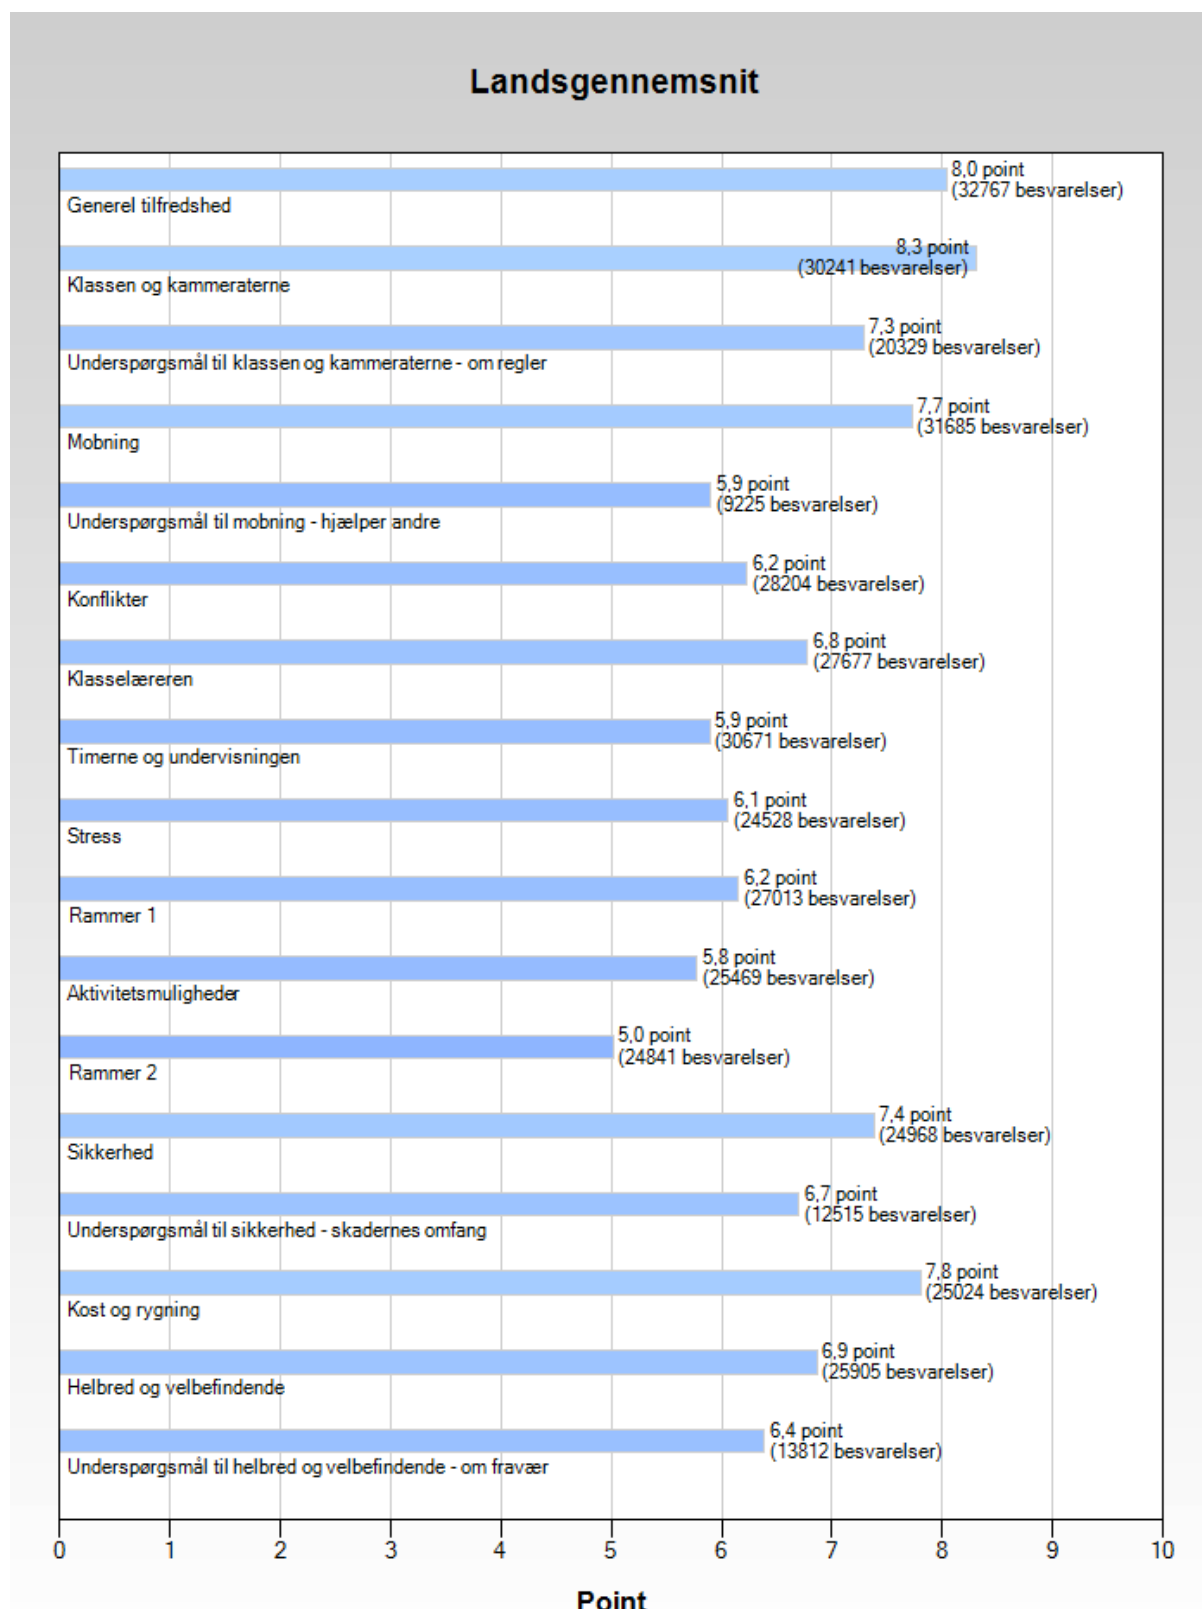 Landsgennemsnit
8,0 point
(32767 besvarelser)
Generel tilfredshed
8,3 point
(30241 besvarelser)
Klassen og kammeraterne
7,3 point
(20329 besvarelser)
Underspørgsmål til klassen og kammeraterne - om regler
7,7 point
(31685 besvarelser)
Mobning
5,9 point
(9225 besvarelser)
Underspørgsmål til mobning - hjælper andre
6,2 point
(28204 besvarelser)
Konflikter
6,8 point
(27677 besvarelser)
Klasselæreren
5,9 point
(30671 besvarelser)
Timerne og undervisningen
6,1 point
(24528 besvarelser)
Stress
6,2 point
(27013 besvarelser)
Rammer 1
5,8 point
(25469 besvarelser)
Aktivitetsmuligheder
5,0 point
(24841 besvarelser)
Rammer 2
7,4 point
(24968 besvarelser)
Sikkerhed
6,7 point
(12515 besvarelser)
Underspørgsmål til sikkerhed - skadernes omfang
7,8 point
(25024 besvarelser)
Kost og rygning
6,9 point
(25905 besvarelser)
Helbred og velbefindende
6,4 point
(13812 besvarelser)
Underspørgsmål til helbred og velbefindende - om fravær
0 1 2 3 4 5 6 7 8 9 10
Point